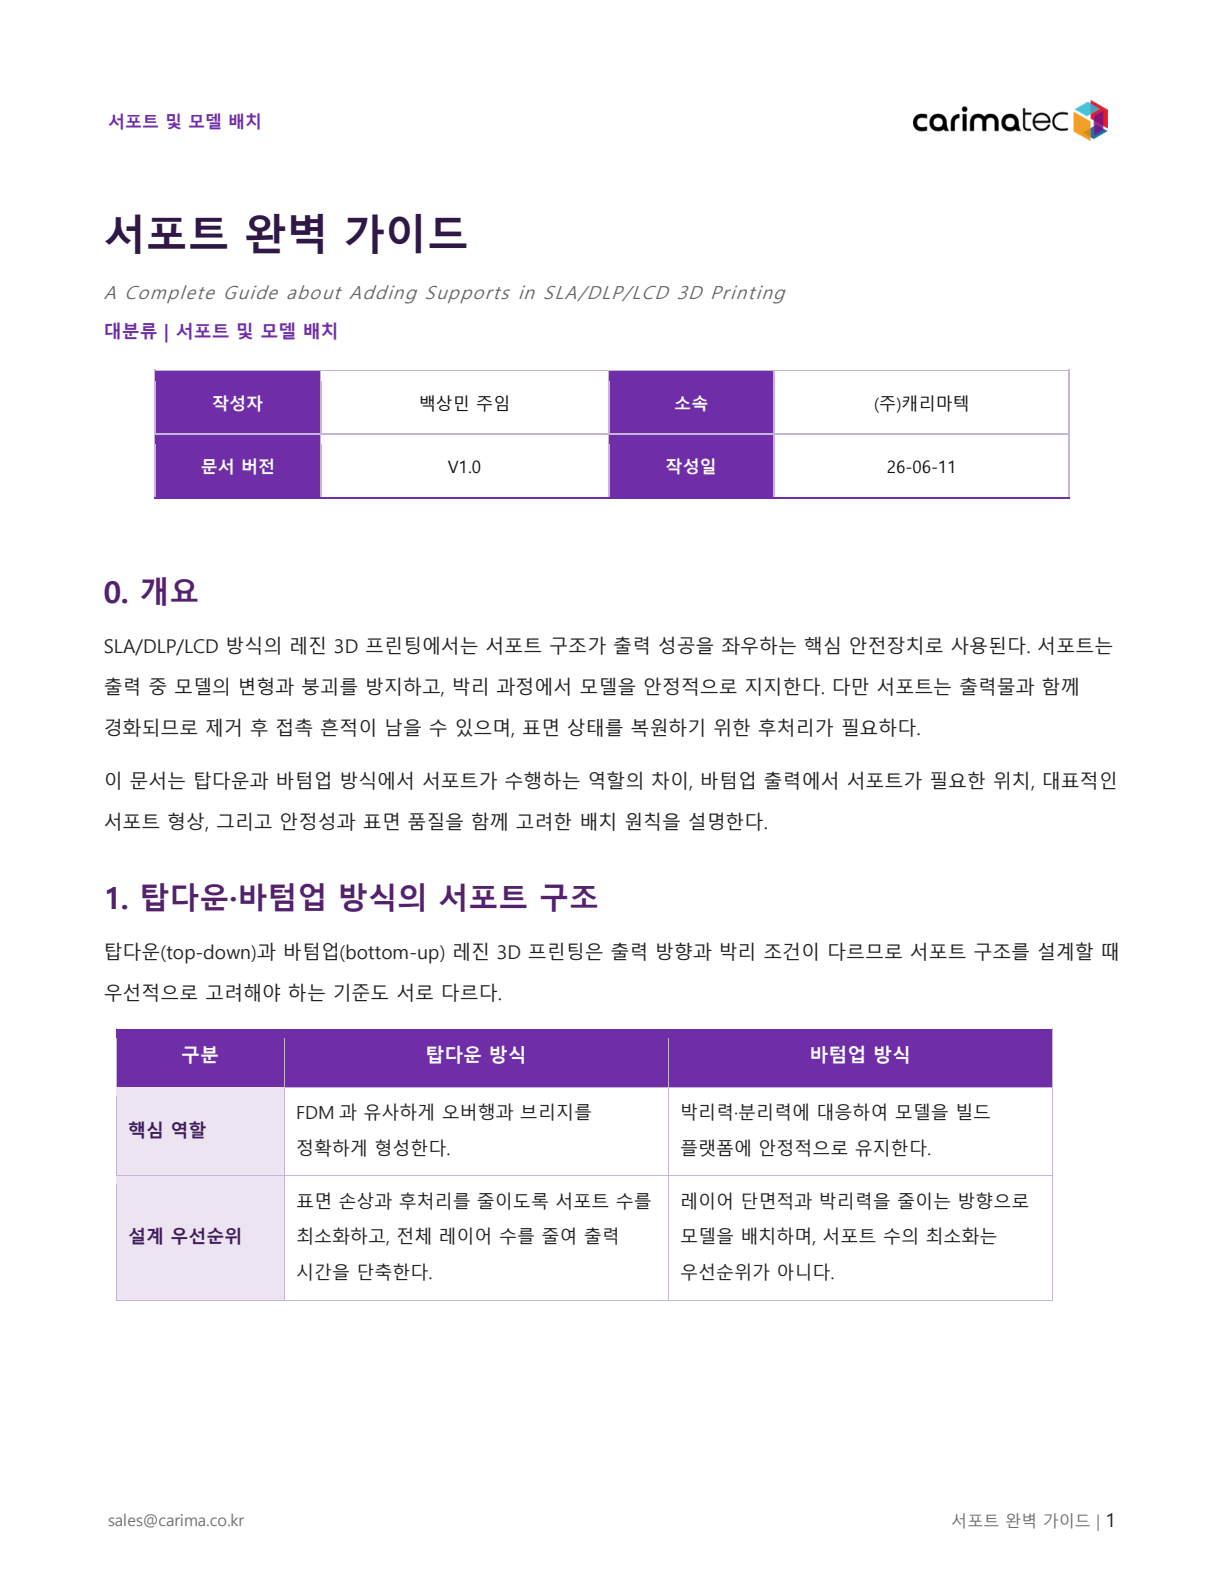 서포트 및 모델 배치
carimatec
서포트 완벽 가이드
A Complete Guide about Adding Supports in SLA/DLP/LCD 3D Printing
대분류 | 서포트 및 모델 배치
작성자 백상민 주임 소속 (주)캐리마텍
문서 버전 V1.0 작성일 26-06-11
0. 개요
SLA/DLP/LCD 방식의 레진 3D 프린팅에서는 서포트 구조가 출력 성공을 좌우하는 핵심 안전장치로 사용된다. 서포트는
출력 중 모델의 변형과 붕괴를 방지하고, 박리 과정에서 모델을 안정적으로 지지한다. 다만 서포트는 출력물과 함께
경화되므로 제거 후 접촉 흔적이 남을 수 있으며, 표면 상태를 복원하기 위한 후처리가 필요하다.
이 문서는 탑다운과 바텀업 방식에서 서포트가 수행하는 역할의 차이, 바텀업 출력에서 서포트가 필요한 위치, 대표적인
서포트 형상, 그리고 안정성과 표면 품질을 함께 고려한 배치 원칙을 설명한다.
1. 탑다운·바텀업 방식의 서포트 구조
탑다운(top-down)과 바텀업(bottom-up) 레진 3D 프린팅은 출력 방향과 박리 조건이 다르므로 서포트 구조를 설계할 때
우선적으로 고려해야 하는 기준도 서로 다르다.
구분 탑다운 방식 바텀업 방식
핵심 역할
FDM 과 유사하게 오버행과 브리지를
정확하게 형성한다.
박리력·분리력에 대응하여 모델을 빌드
플랫폼에 안정적으로 유지한다.
설계 우선순위
표면 손상과 후처리를 줄이도록 서포트 수를
최소화하고, 전체 레이어 수를 줄여 출력
시간을 단축한다.
레이어 단면적과 박리력을 줄이는 방향으로
모델을 배치하며, 서포트 수의 최소화는
우선순위가 아니다.
sales@carima.co.kr
서포트 완벽 가이드 | 1